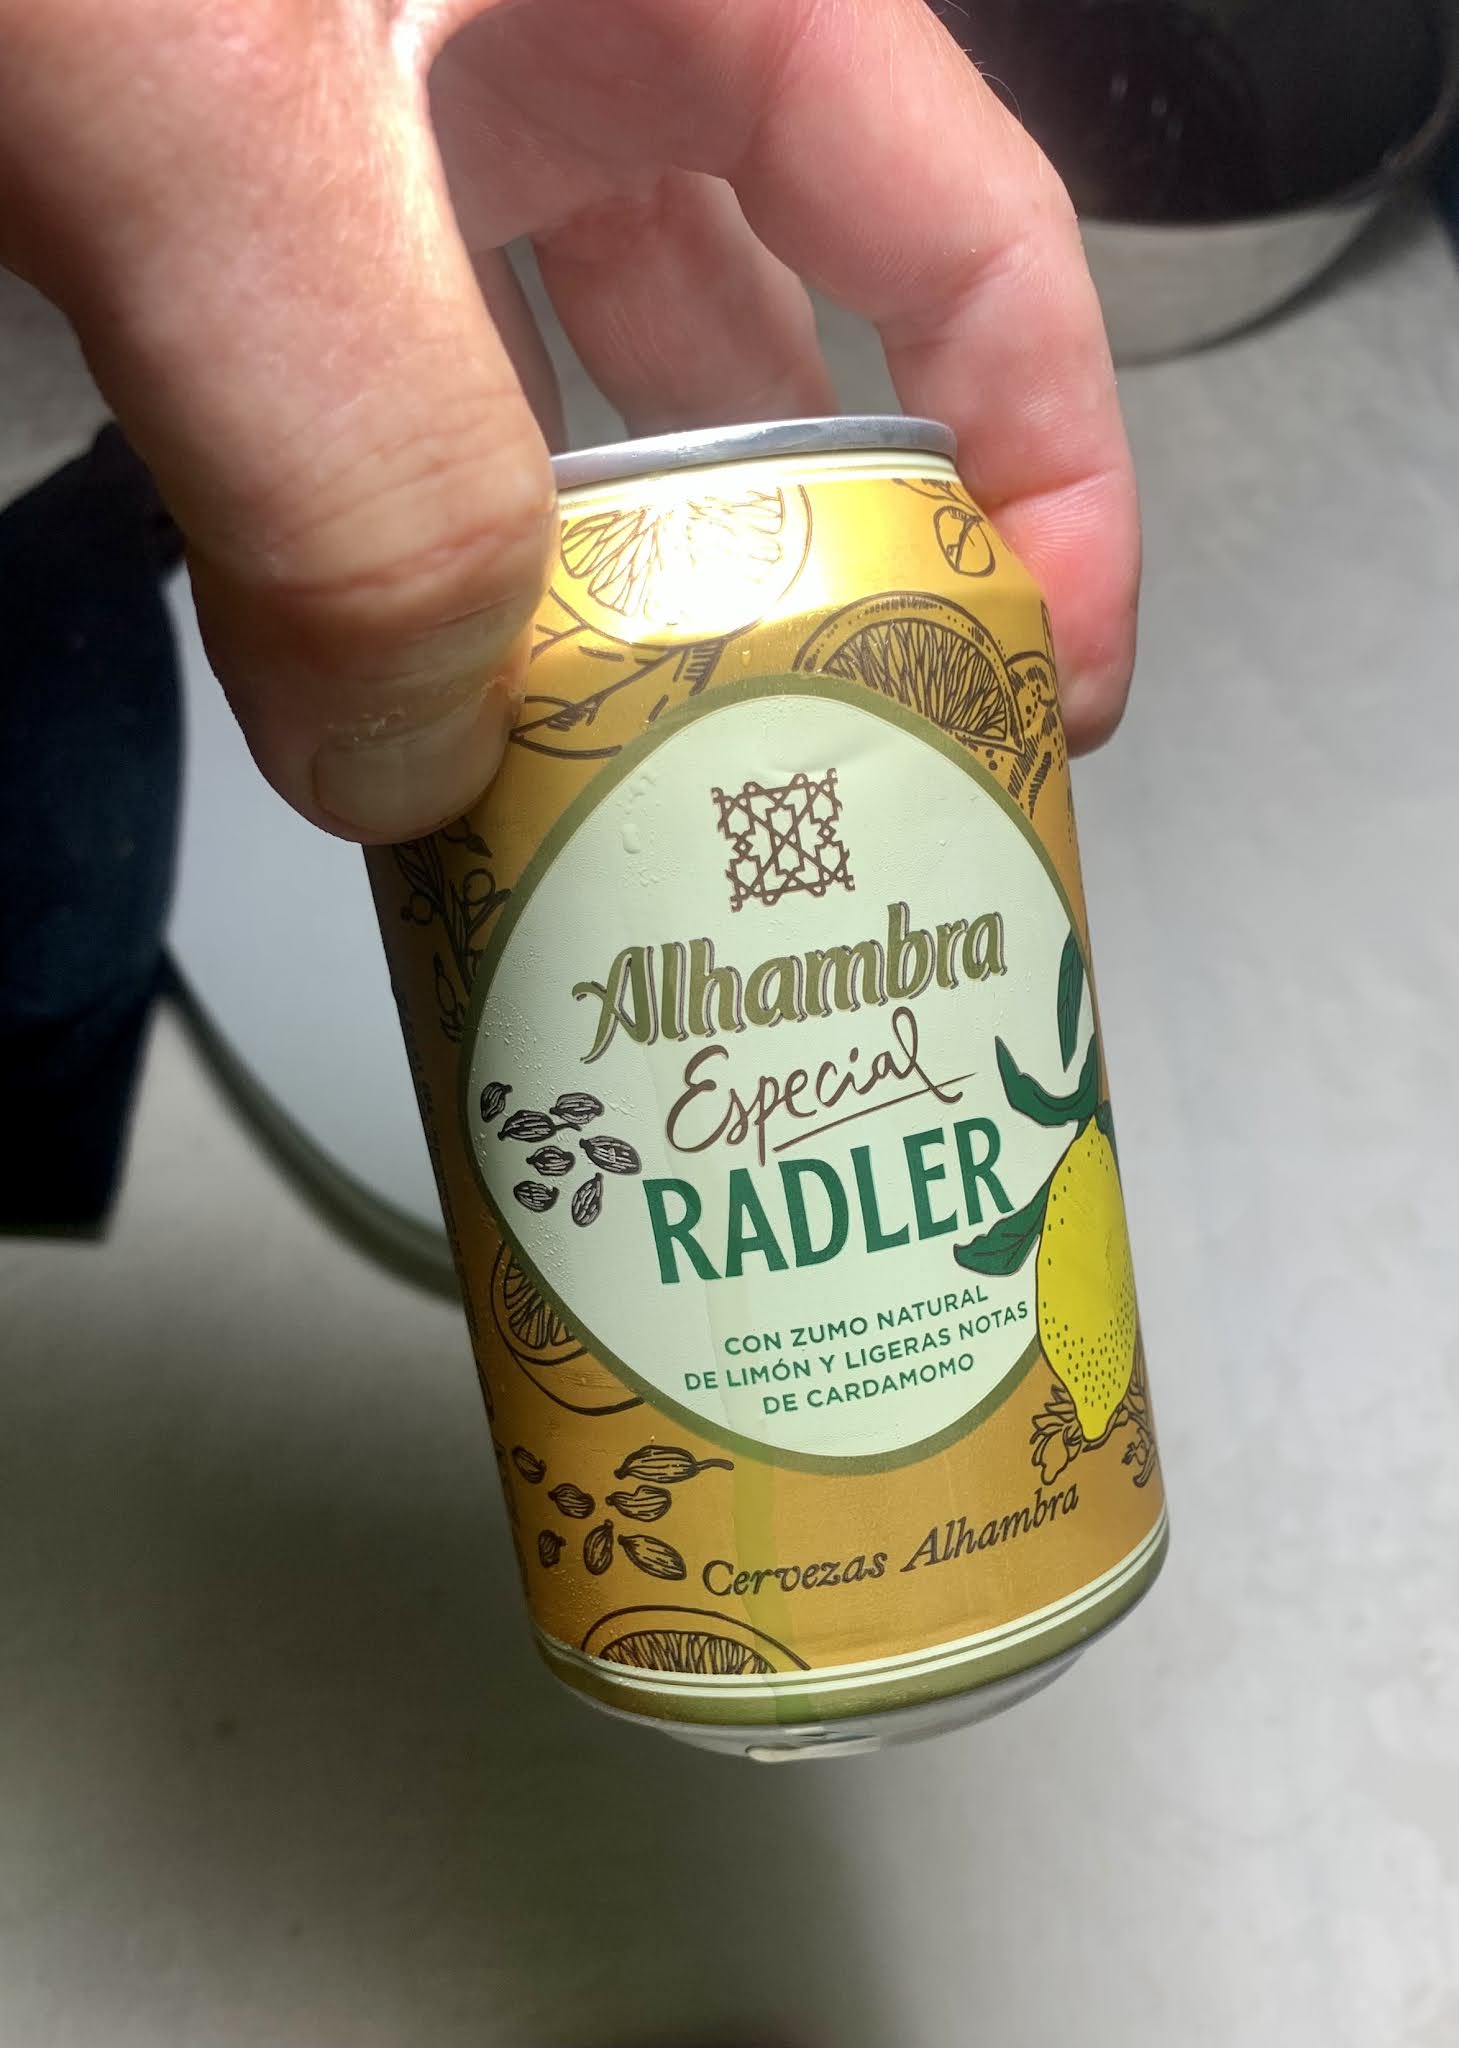 Alhambra
Especial
RADLER
CON ZUMO NATURAL
DE LIMÓN Y LIGERAS NOTAS
DE CARDAMOMO
Cervezas Alhambra